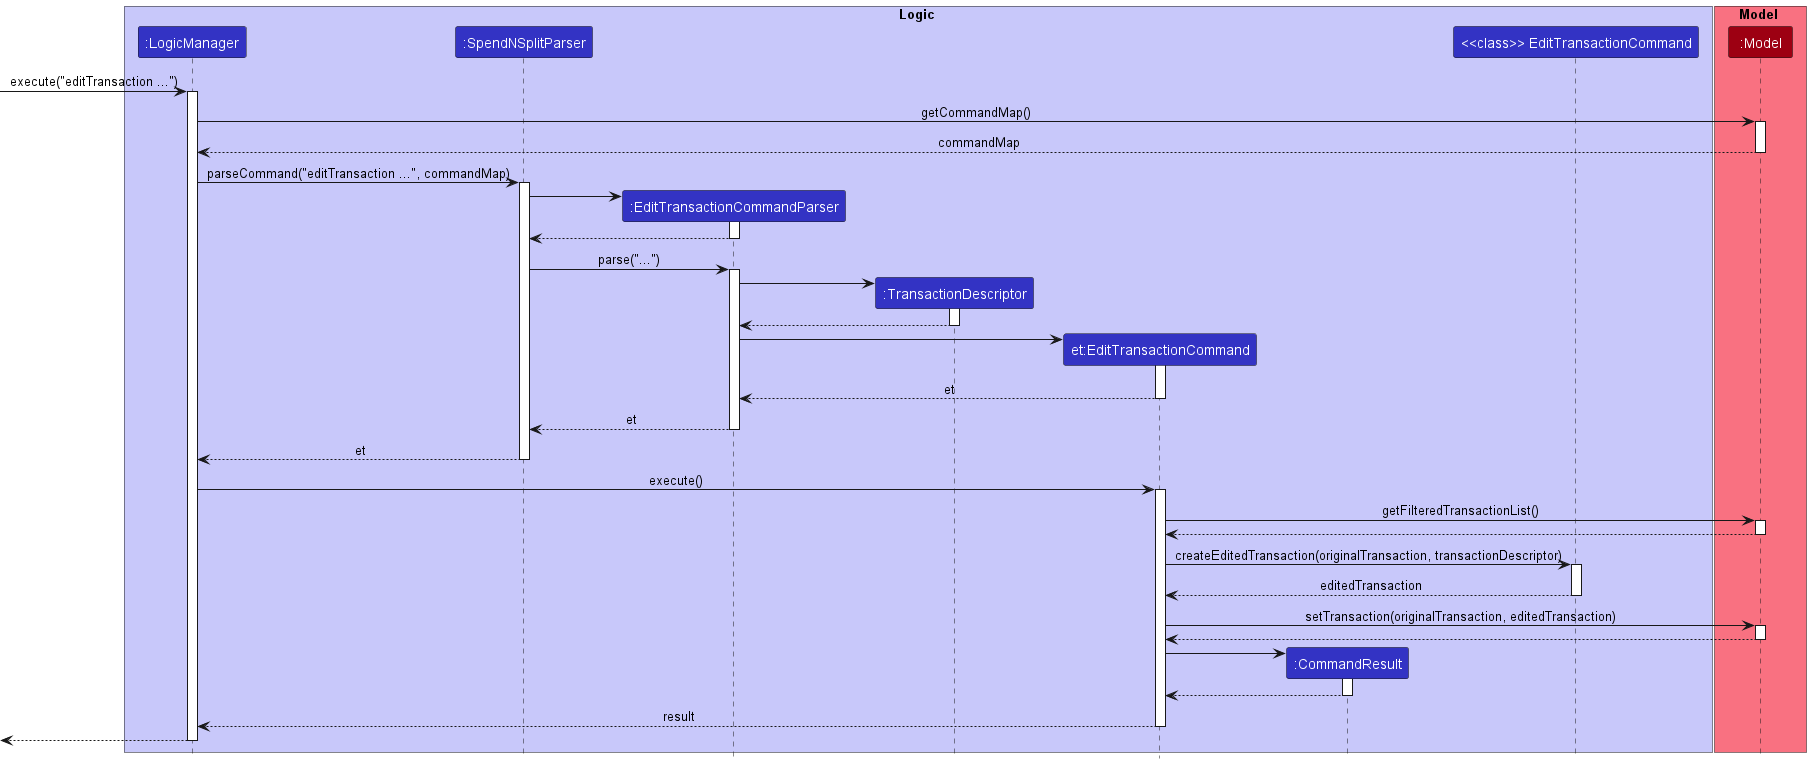 Logic
Model
:LogicManager
:SpendNSplitParser
<<class>> EditTransactionCommand
:Model
execute("editTransaction ...")
getCommandMap()
commandMap
parseCommand("editTransaction ...", commandMap)
:EditTransactionCommandParser
parse("...")
:TransactionDescriptor
et:EditTransactionCommand
et
et
et
execute()
getFilteredTransactionList()
createEditedTransaction(originalTransaction, transactionDescriptor)
editedTransaction
setTransaction(originalTransaction, editedTransaction)
:CommandResult
result